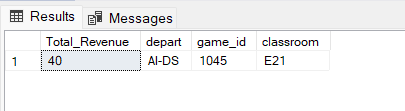 Results Messages
Total_Revenue depart game_id classroom
1 40 AI-DS 1045 E21